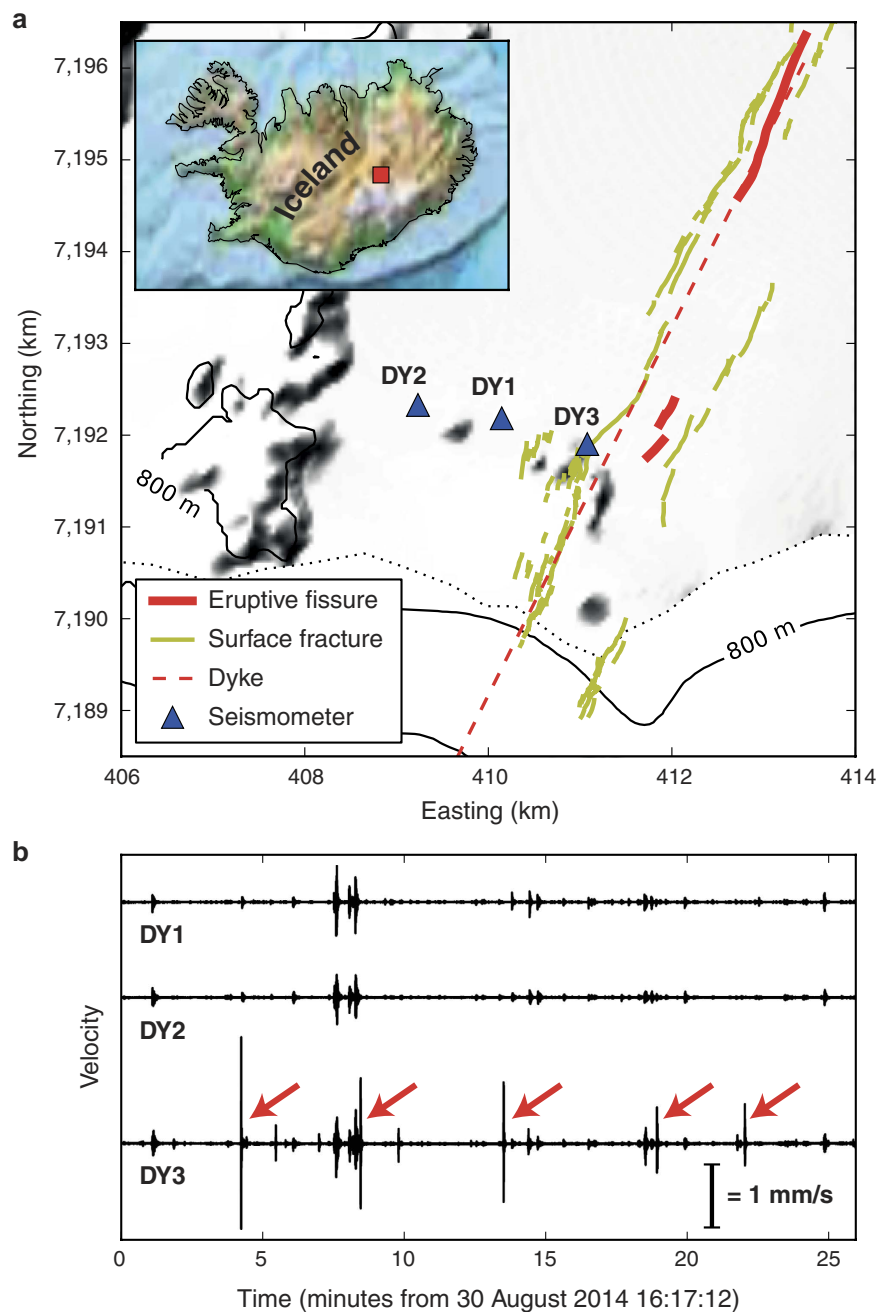 a
7,196
7,195
7,194
7,193
7,192
7,191
7,190
7,189
Northing (km)
Iceland
DY2
DY1
DY3
800 m
800 m
Eruptive fissure
Surface fracture
Dyke
Seismometer
406
408
410
412
414
Easting (km)
b
Velocity
DY1
DY2
DY3
= 1 mm/s
0
5
10
15
20
25
Time (minutes from 30 August 2014 16:17:12)